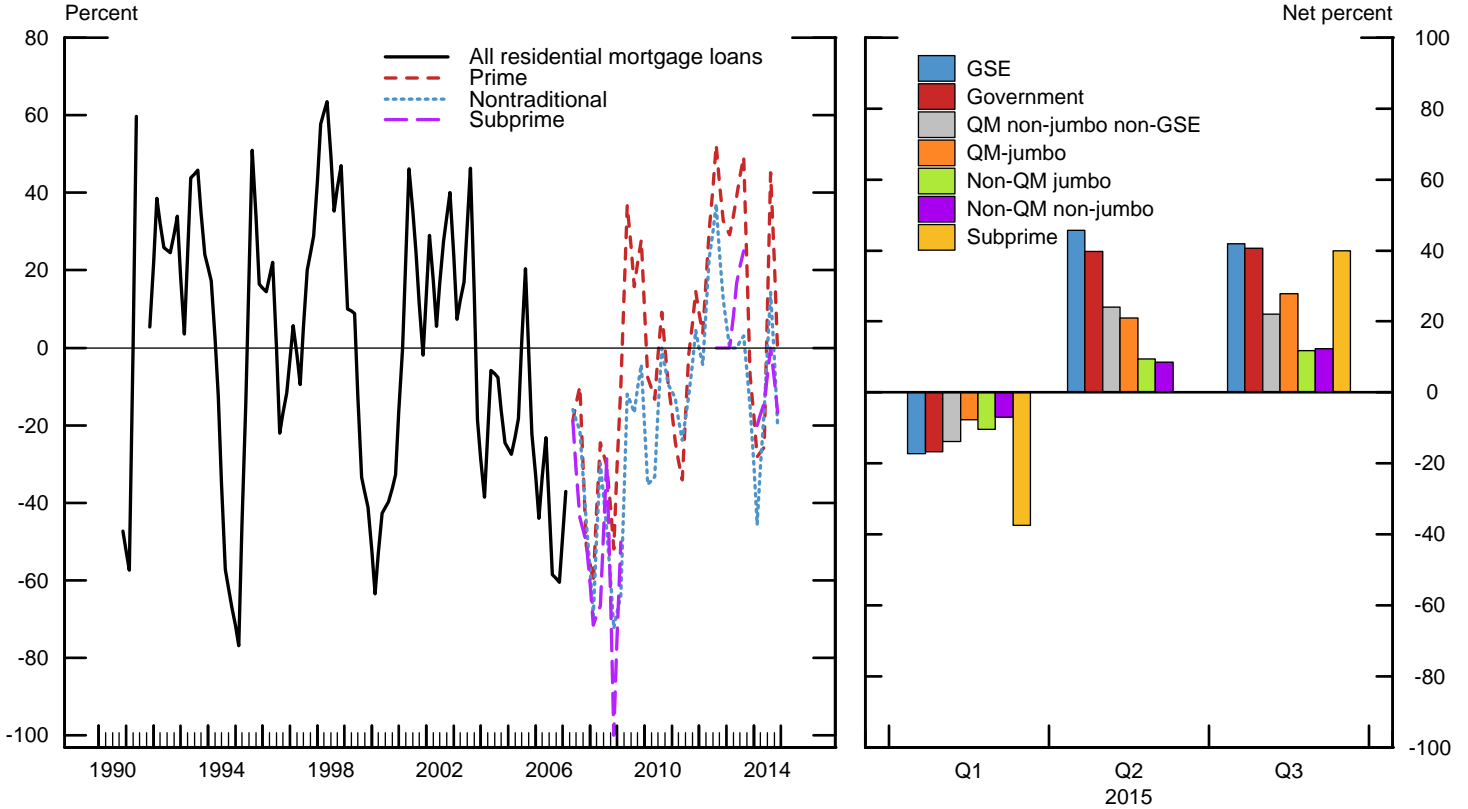 Percent
80
60
40
20
0
-20
-40
-60
-80
-100
All residential mortgage loans
Prime
Nontraditional
Subprime
1990 1994 1998 2002 2006 2010 2014
Net percent
100
80
60
40
20
0
-20
-40
-60
-80
-100
GSE
Government
QM non-jumbo non-GSE
QM-jumbo
Non-QM jumbo
Non-QM non-jumbo
Subprime
Q1 Q2 Q3
2015